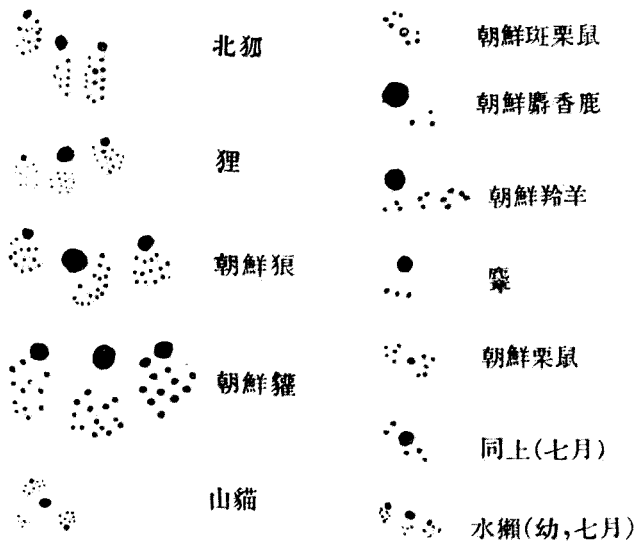 北狐
狸
朝鮮狼
朝鮮貛
山貓
朝鮮斑栗鼠
朝鮮麝香鹿
朝鮮羚羊
麞
朝鮮栗鼠
同上(七月)
水獺(幼,七月)